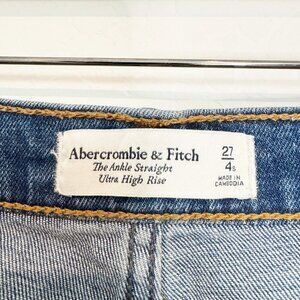 Abercrombie & Fitch
The Ankle Straight
Ultra High Rise
27
4s
MADE IN
CAMBODIA